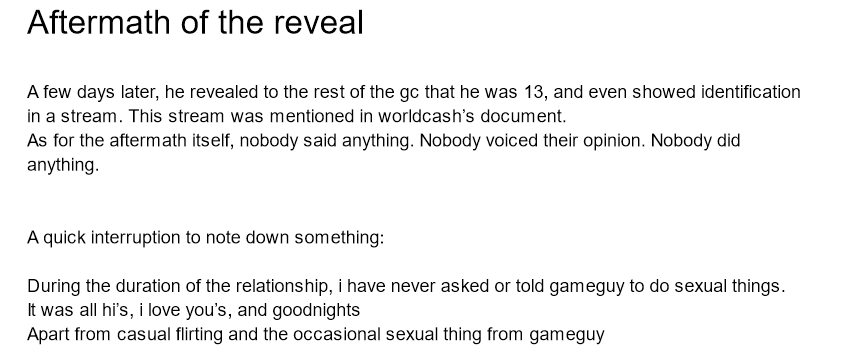 Aftermath of the reveal
A few days later, he revealed to the rest of the gc that he was 13, and even showed identification
in a stream. This stream was mentioned in worldcash's document.
As for the aftermath itself, nobody said anything. Nobody voiced their opinion. Nobody did
anything.
A quick interruption to note down something:
During the duration of the relationship, i have never asked or told gameguy to do sexual things.
It was all hi's, i love you's, and goodnights
Apart from casual flirting and the occasional sexual thing from gameguy